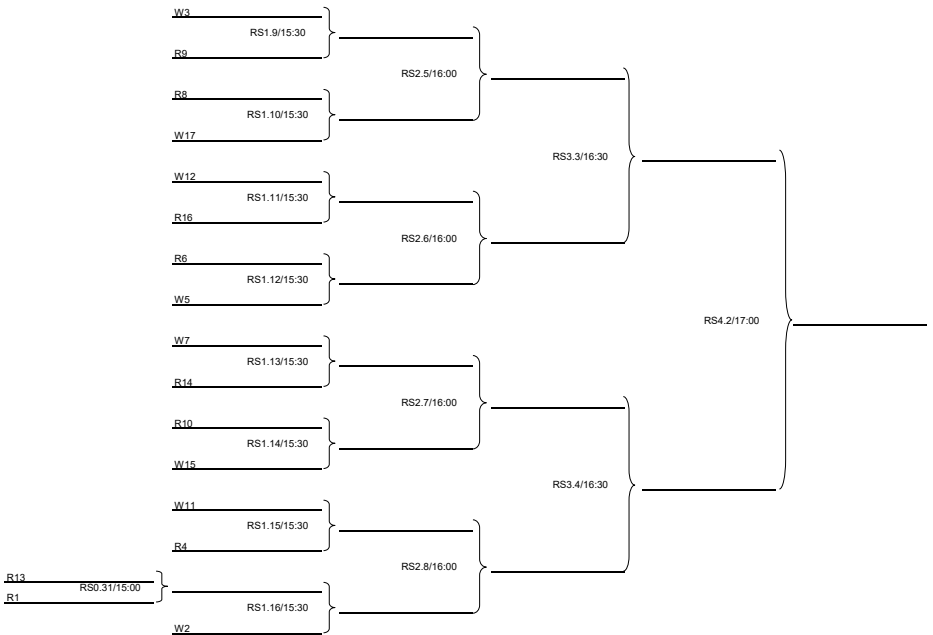 W3
RS1.9/15:30
R9
RS2.5/16:00
R8
RS1.10/15:30
W17
RS3.3/16:30
W12
RS1.11/15:30
R16
RS2.6/16:00
R6
RS1.12/15:30
W5
RS4.2/17:00
W7
RS1.13/15:30
R14
RS2.7/16:00
R10
RS1.14/15:30
W15
RS3.4/16:30
W11
RS1.15/15:30
R4
RS2.8/16:00
R13
RS0.31/15:00
R1
RS1.16/15:30
W2